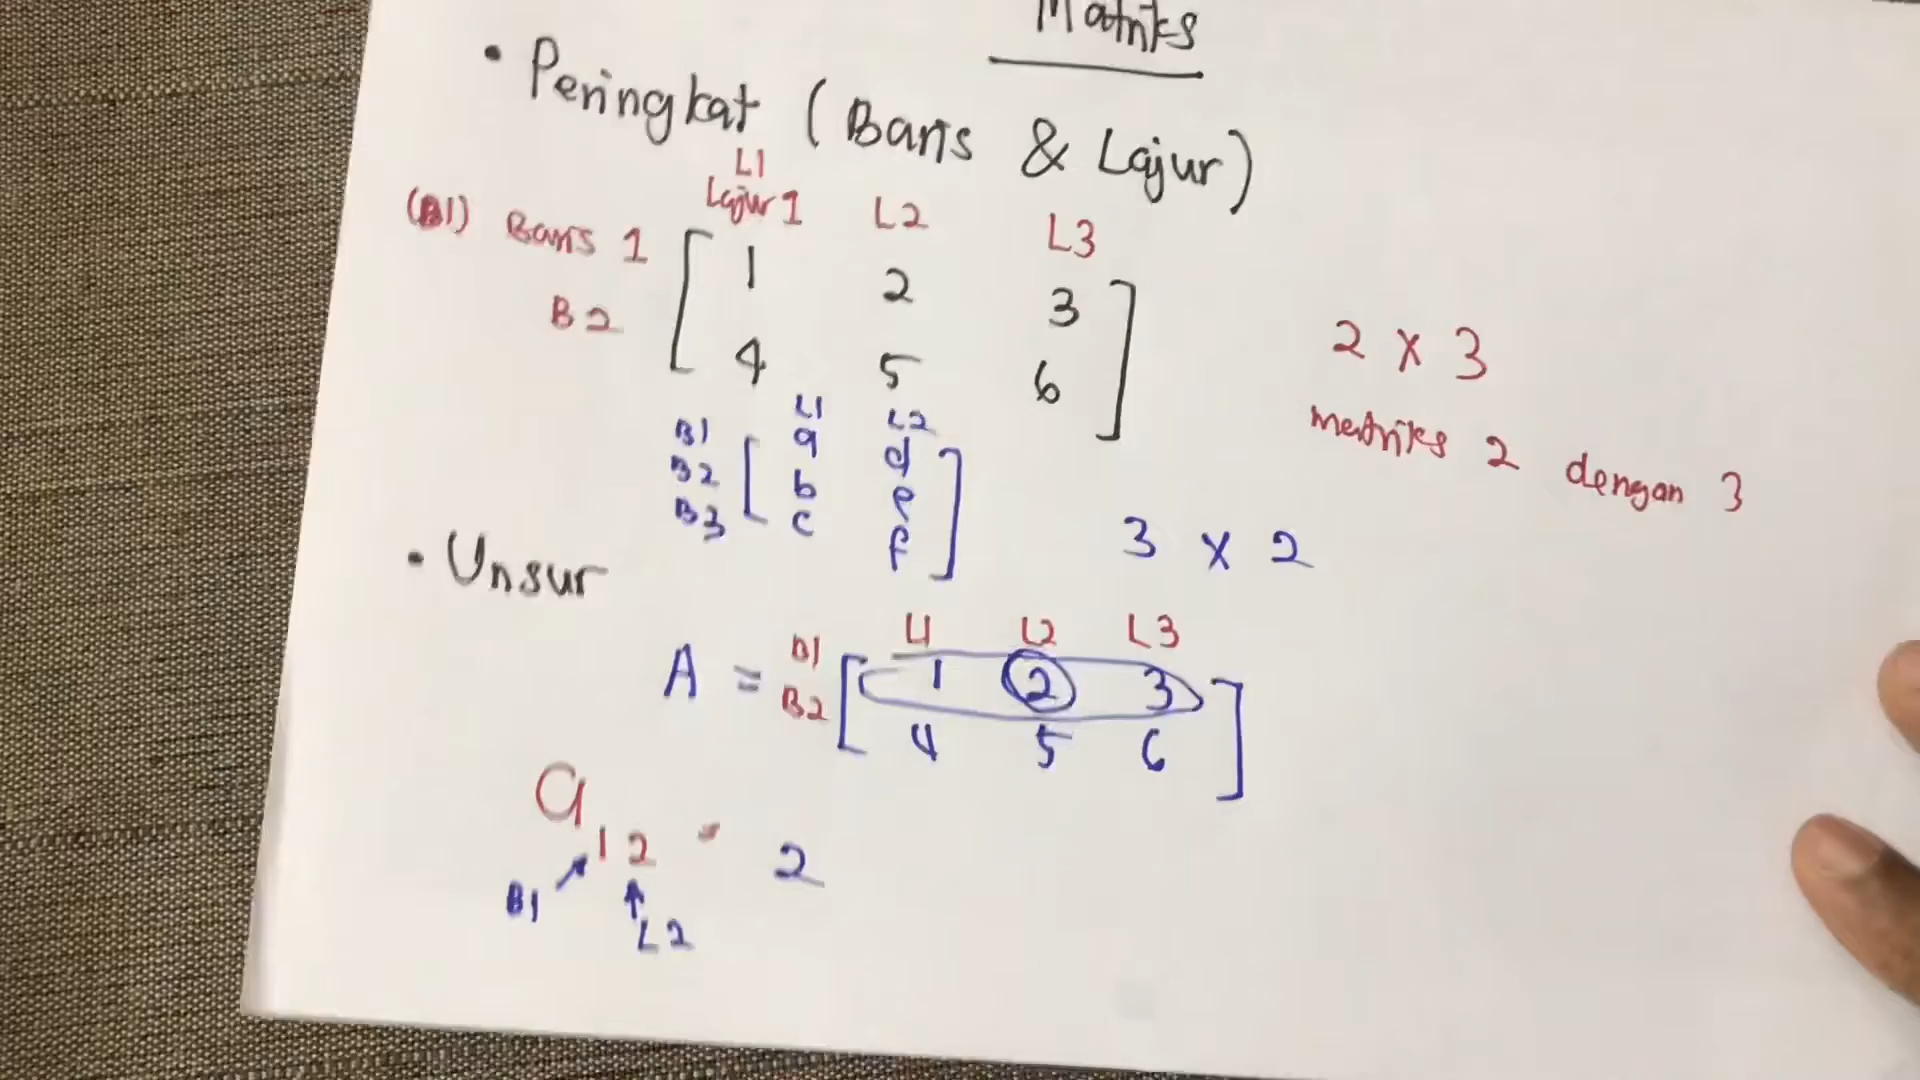 Matriks
• Peringkat (Baris & Lajur)
L1
Lajur 1 L2 L3
(B1) Baris 1 [ 1 2 3
B2 4 5 6 ]
2 x 3
matriks 2 dengan 3
L1 L2
B1 a d
B2 b e
B3 c f
3 x 2
• Unsur
L1 L2 L3
A = B1 [ 1 2 3
B2 4 5 6 ]
a12 = 2
B1
L2